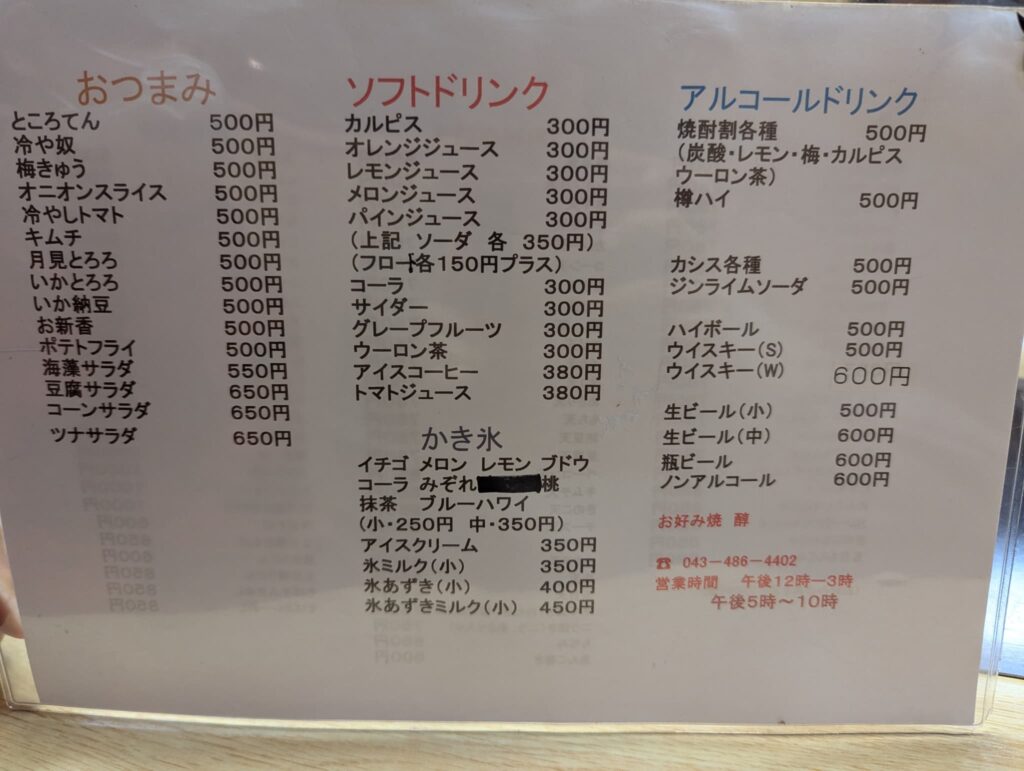 おつまみ
ところてん 500円
冷や奴 500円
梅きゅう 500円
オニオンスライス 500円
冷やしトマト 500円
キムチ 500円
月見とろろ 500円
いかとろろ 500円
いか納豆 500円
お新香 500円
ポテトフライ 500円
海藻サラダ 550円
豆腐サラダ 650円
コーンサラダ 650円
ツナサラダ 650円
ソフトドリンク
カルピス 300円
オレンジジュース 300円
レモンジュース 300円
メロンジュース 300円
パインジュース 300円
(上記 ソーダ 各 350円)
(フロート各150円プラス)
コーラ 300円
サイダー 300円
グレープフルーツ 300円
ウーロン茶 300円
アイスコーヒー 380円
トマトジュース 380円
かき氷
イチゴ メロン レモン ブドウ
コーラ みぞれ 桃
抹茶 ブルーハワイ
(小・250円 中・350円)
アイスクリーム 350円
氷ミルク(小) 350円
氷あずき(小) 400円
氷あずきミルク(小) 450円
アルコールドリンク
焼酎割各種 500円
(炭酸・レモン・梅・カルピス
ウーロン茶)
樽ハイ 500円
カシス各種 500円
ジンライムソーダ 500円
ハイボール 500円
ウイスキー(S) 500円
ウイスキー(W) 600円
生ビール(小) 500円
生ビール(中) 600円
瓶ビール 600円
ノンアルコール 600円
お好み焼 醇
☎ 043-486-4402
営業時間 午後12時-3時
午後5時~10時